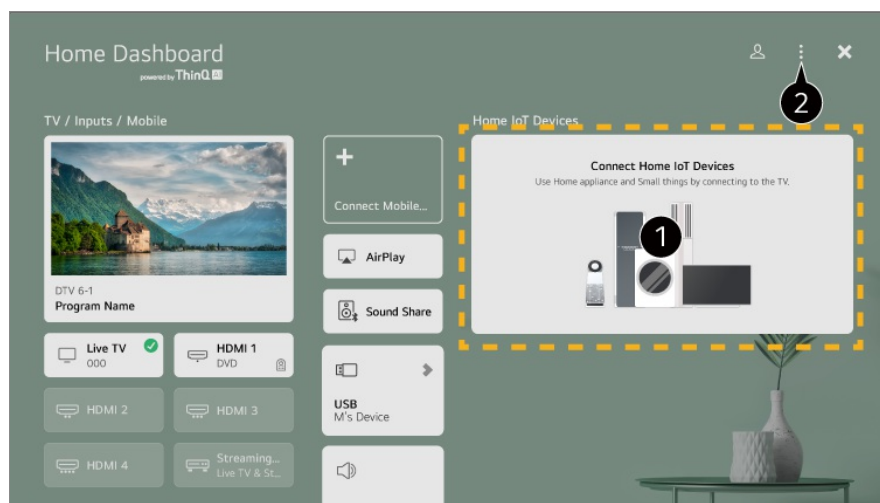 Home Dashboard
powered by ThinQ AI
2
TV / Inputs / Mobile
DTV 6-1
Program Name
Live TV
000
HDMI 1
DVD
HDMI 2
HDMI 3
HDMI 4
Streaming...
Live TV & St...
+
Connect Mobile...
AirPlay
Sound Share
USB
M's Device
Home IoT Devices
Connect Home IoT Devices
Use Home appliance and Small things by connecting to the TV.
1